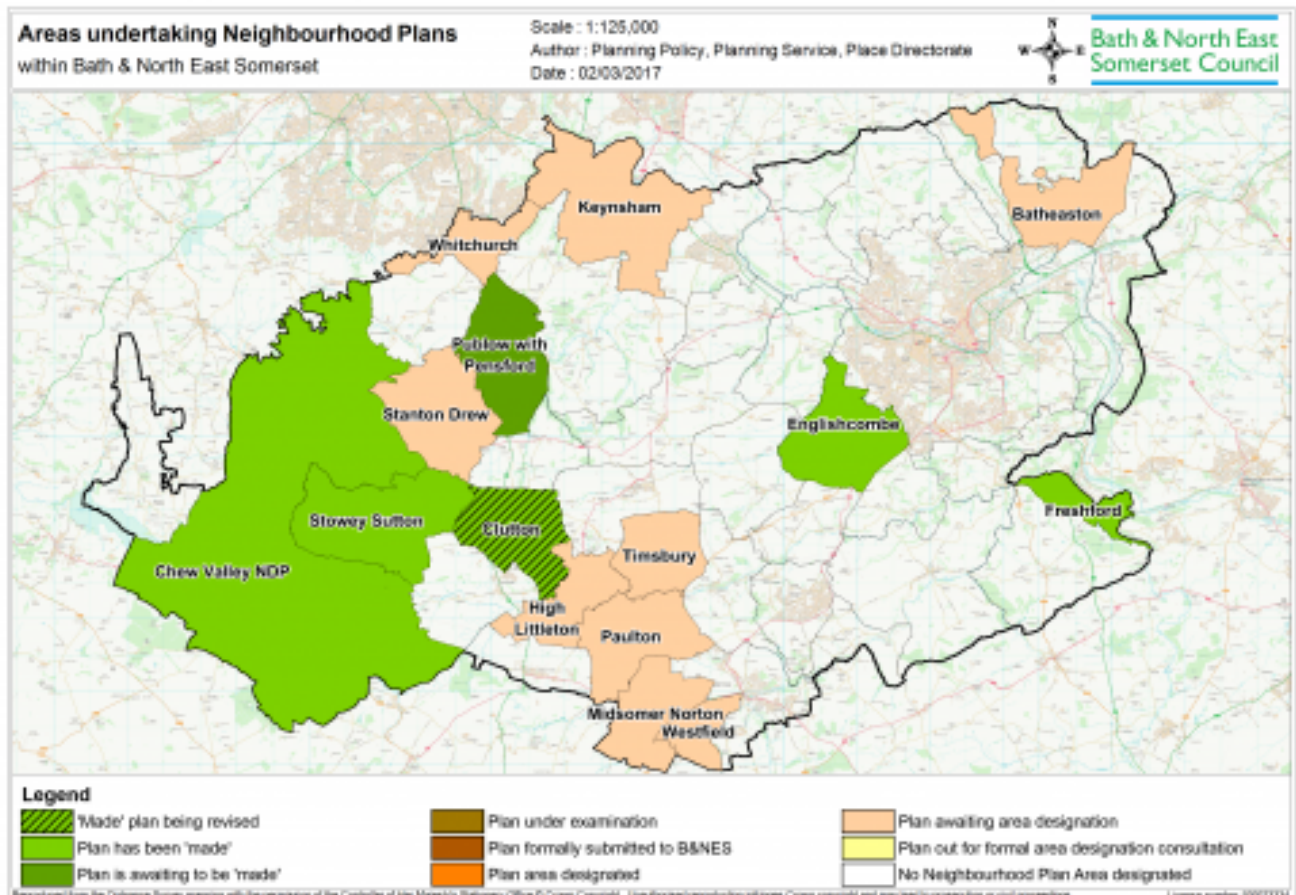 Areas undertaking Neighbourhood Plans
within Bath & North East Somerset
Scale : 1:125,000
Author : Planning Policy, Planning Service, Place Directorate
Date : 02/03/2017
N
W E
S
Bath & North East
Somerset Council
Keynsham
Batheaston
Whitchurch
Publow with
Pensford
Stanton Drew
Englishcombe
Freshford
Stowey Sutton
Clutton
Timsbury
Chew Valley NDP
High
Littleton
Paulton
Midsomer Norton
Westfield
Legend
'Made' plan being revised
Plan has been 'made'
Plan is awaiting to be 'made'
Plan under examination
Plan formally submitted to B&NES
Plan area designated
Plan awaiting area designation
Plan out for formal area designation consultation
No Neighbourhood Plan Area designated